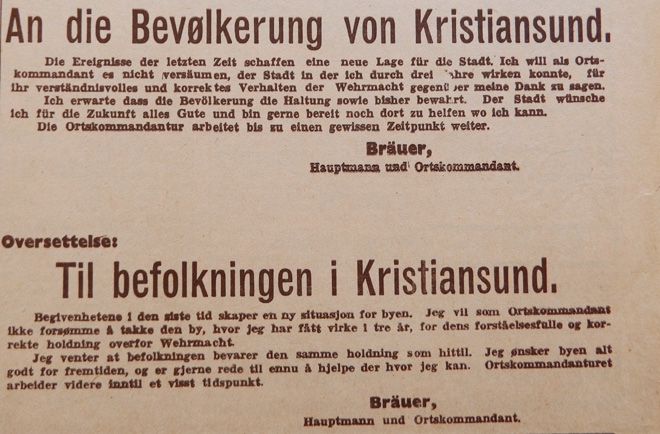 An die Bevølkerung von Kristiansund.
Die Ereignisse der letzten Zeit schaffen eine neue Lage für die Stadt. Ich will als Orts-
kommandant es nicht versäumen, der Stadt in der ich durch drei Jahre wirken konnte, für
ihr verständnisvolles und korrektes Verhalten der Wehrmacht gegenüber meine Dank zu sagen.
Ich erwarte dass die Bevölkerung die Haltung sowie bisher bewahrt. Der Stadt wünsche
ich für die Zukunft alles Gute und bin gerne bereit noch dort zu helfen wo ich kann.
Die Ortskommandantur arbeitet bis zu einen gewissen Zeitpunkt weiter.
Bräuer,
Hauptmann und Ortskommandant.
Oversettelse:
Til befolkningen i Kristiansund.
Begivenhetene i den siste tid skaper en ny situasjon for byen. Jeg vil som Ortskommandant
ikke forsømme å takke den by, hvor jeg har fått virke i tre år, for dens forståelsesfulle og kor-
rekte holdning overfor Wehrmacht.
Jeg venter at befolkningen bevarer den samme holdning som hittil. Jeg ønsker byen alt
godt for fremtiden, og er gjerne rede til ennu å hjelpe der hvor jeg kan. Ortskommandanturet
arbeider videre inntil et visst tidspunkt.
Bräuer,
Hauptmann und Ortskommandant.